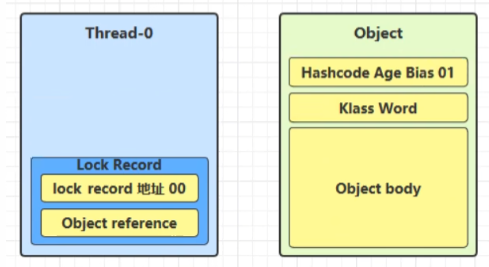 Thread-0
Lock Record
lock record 地址 00
Object reference
Object
Hashcode Age Bias 01
Klass Word
Object body